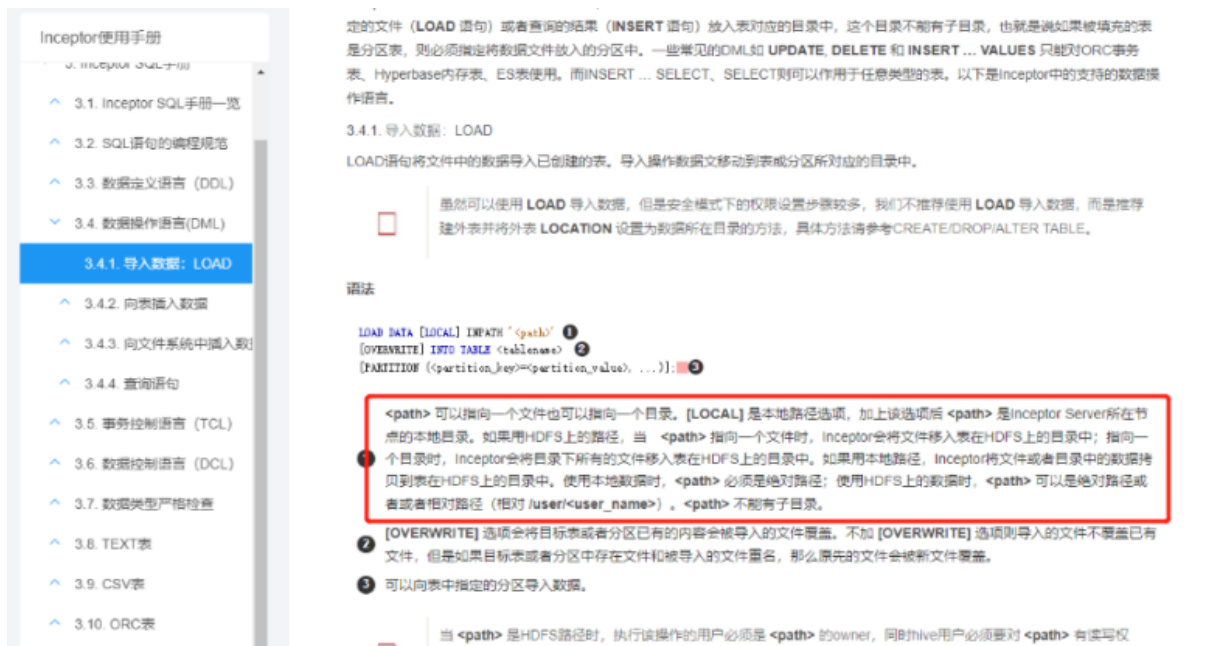 Inceptor使用手册
3. Inceptor SQL手册
3.1. Inceptor SQL手册一览
3.2. SQL语句的编程规范
3.3. 数据定义语言（DDL）
3.4. 数据操作语言(DML)
3.4.1. 导入数据：LOAD
3.4.2. 向表插入数据
3.4.3. 向文件系统中插入数据
3.4.4. 查询语句
3.5. 事务控制语言（TCL）
3.6. 数据控制语言（DCL）
3.7. 数据类型严格检查
3.8. TEXT表
3.9. CSV表
3.10. ORC表
定的文件（LOAD 语句）或者查询的结果（INSERT 语句）放入表对应的目录中，这个目录不能有子目录，也就是说如果被填充的表
是分区表，则必须指定将数据文件放入的分区中。一些常见的DML如 UPDATE, DELETE 和 INSERT … VALUES 只能对ORC事务
表、Hyperbase内存表、ES表使用。而INSERT … SELECT、SELECT则可以作用于任意类型的表。以下是Inceptor中的支持的数据操
作语言。
3.4.1. 导入数据：LOAD
LOAD语句将文件中的数据导入已创建的表。导入操作数据文移动到表或分区所对应的目录中。
虽然可以使用 LOAD 导入数据，但是安全模式下的权限设置步骤较多，我们不推荐使用 LOAD 导入数据，而是推荐
建外表并将外表 LOCATION 设置为数据所在目录的方法，具体方法请参考CREATE/DROP/ALTER TABLE。
语法
LOAD DATA [LOCAL] INPATH '<path>' 1
[OVERWRITE] INTO TABLE <tablename> 2
[PARTITION (<partition_key>=<partition_value>, ...)]; 3
<path> 可以指向一个文件也可以指向一个目录。[LOCAL] 是本地路径选项，加上该选项后 <path> 是Inceptor Server所在节
点的本地目录。如果用HDFS上的路径，当 <path> 指向一个文件时，Inceptor会将文件移入表在HDFS上的目录中；指向一
1 个目录时，Inceptor会将目录下所有的文件移入表在HDFS上的目录中。如果用本地路径，Inceptor将文件或者目录中的数据拷
贝到表在HDFS上的目录中。使用本地数据时，<path> 必须是绝对路径；使用HDFS上的数据时，<path> 可以是绝对路径或
者或者相对路径（相对 /user/<user_name>）。<path> 不能有子目录。
[OVERWRITE] 选项会将目标表或者分区已有的内容会被导入的文件覆盖。不加 [OVERWRITE] 选项则导入的文件不覆盖已有
2 文件，但是如果目标表或者分区中存在文件和被导入的文件重名，那么原先的文件会被新文件覆盖。
3 可以向表中指定的分区导入数据。
当 <path> 是HDFS路径时，执行该操作的用户必须是 <path> 的owner，同时hive用户必须要对 <path> 有读写权